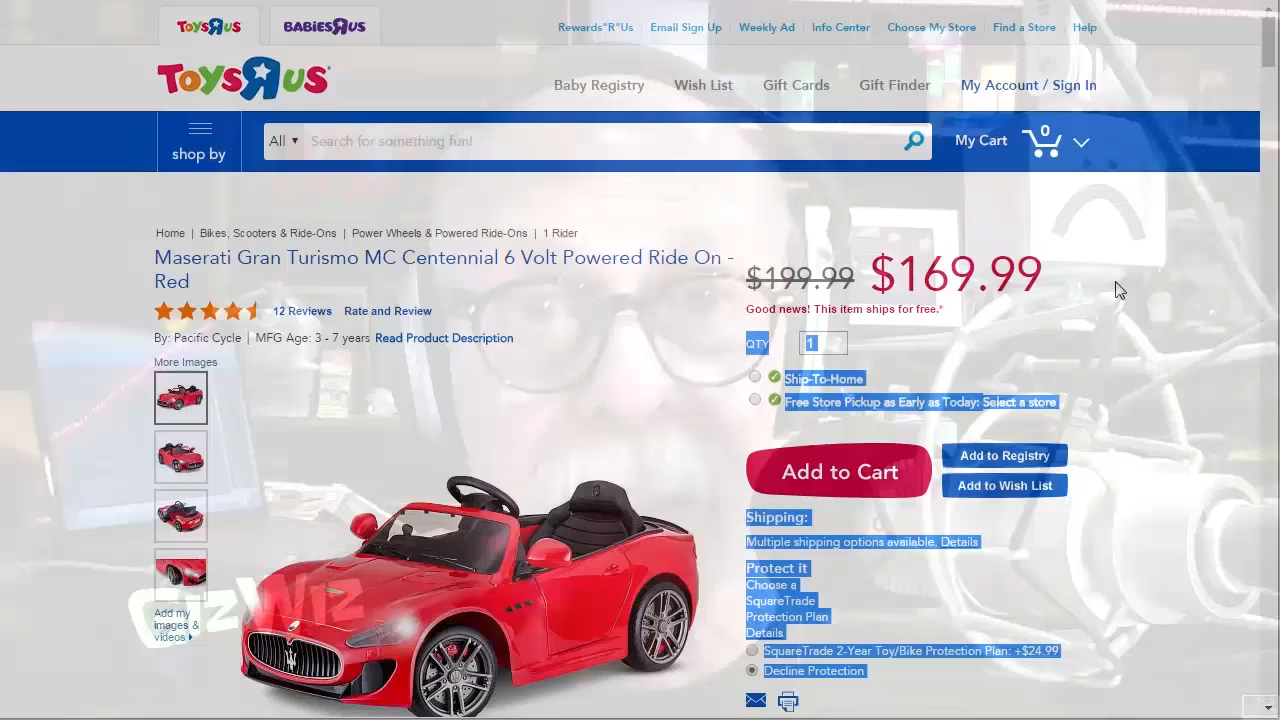 TOYSRUS
BABIESRUS
Rewards"R"Us
Email Sign Up
Weekly Ad
Info Center
Choose My Store
Find a Store
Help
TOYSRUS
Baby Registry
Wish List
Gift Cards
Gift Finder
My Account / Sign In
shop by
All
Search for something fun!
My Cart
0
Home | Bikes, Scooters & Ride-Ons | Power Wheels & Powered Ride-Ons | 1 Rider
Maserati Gran Turismo MC Centennial 6 Volt Powered Ride On -
Red
12 Reviews
Rate and Review
By: Pacific Cycle | MFG Age: 3 - 7 years Read Product Description
More Images
Add my
images &
videos
$199.99 $169.99
Good news! This item ships for free.*
QTY 1
Ship-To-Home
Free Store Pickup as Early as Today: Select a store
Add to Cart
Add to Registry
Add to Wish List
Shipping:
Multiple shipping options available. Details
Protect it
Choose a
SquareTrade
Protection Plan
Details
SquareTrade 2-Year Toy/Bike Protection Plan: +$24.99
Decline Protection
GizWiz